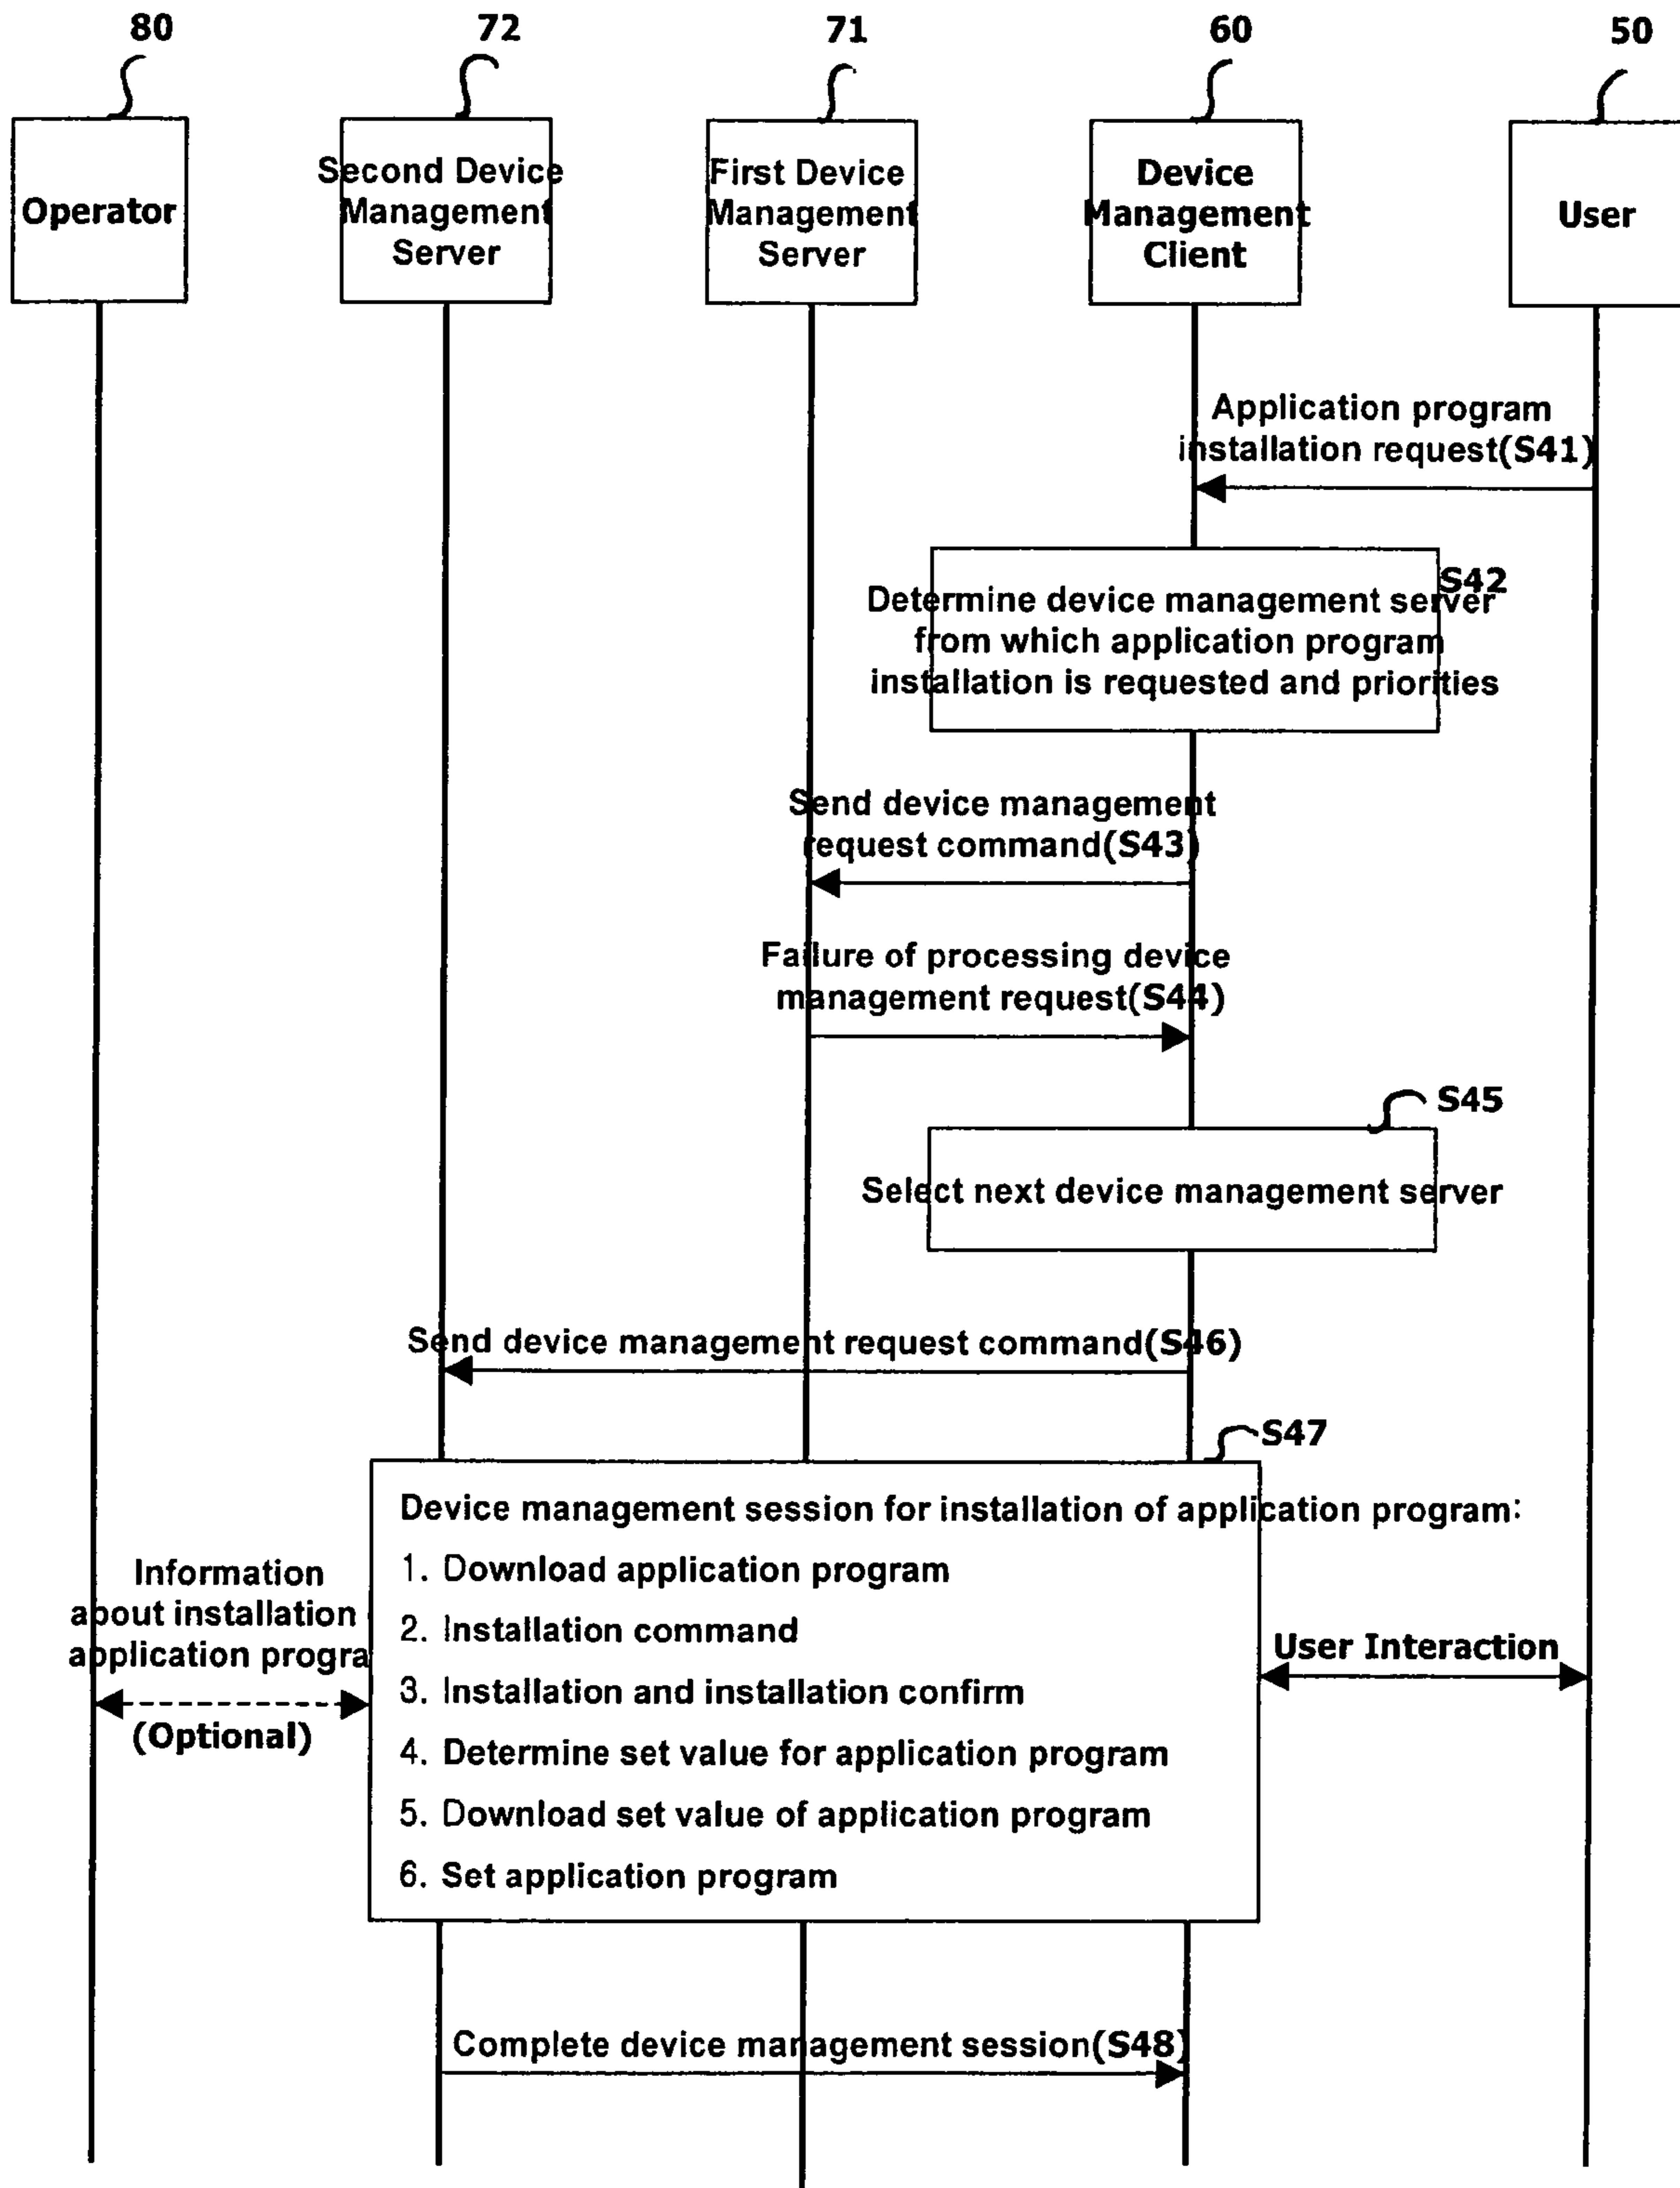 80
72
71
60
50
Operator
Second Device
Management
Server
First Device
Management
Server
Device
Management
Client
User
Application program
installation request(S41)
S42
Determine device management server
from which application program
installation is requested and priorities
Send device management
request command(S43)
Failure of processing device
management request(S44)
S45
Select next device management server
Send device management request command(S46)
S47
Device management session for installation of application program:
1. Download application program
2. Installation command
3. Installation and installation confirm
4. Determine set value for application program
5. Download set value of application program
6. Set application program
Information
about installation
application progra
(Optional)
User Interaction
Complete device management session(S48)